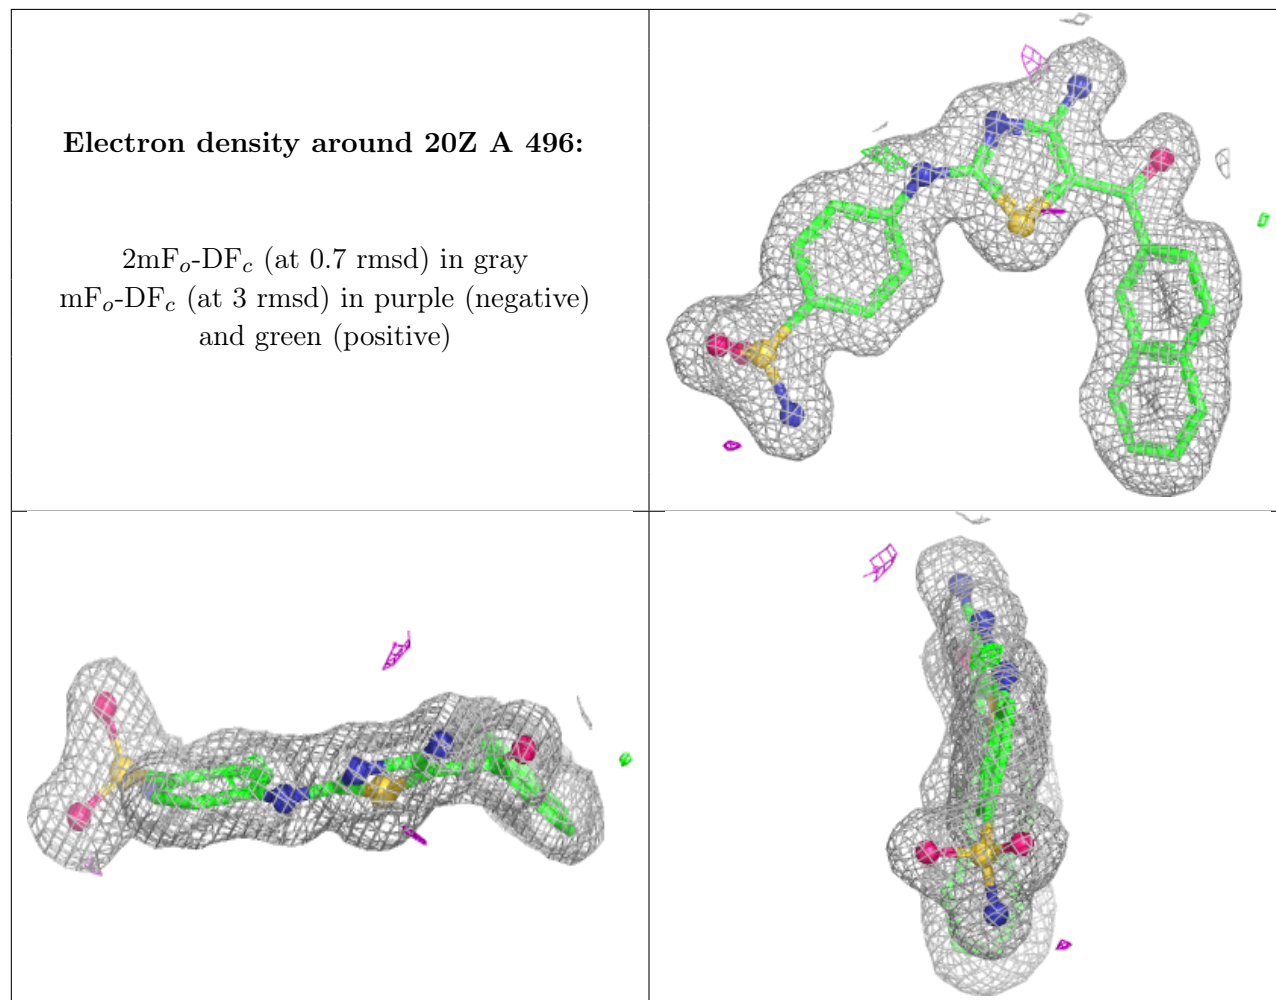 Electron density around 20Z A 496:
2mFo-DFc (at 0.7 rmsd) in gray
mFo-DFc (at 3 rmsd) in purple (negative)
and green (positive)